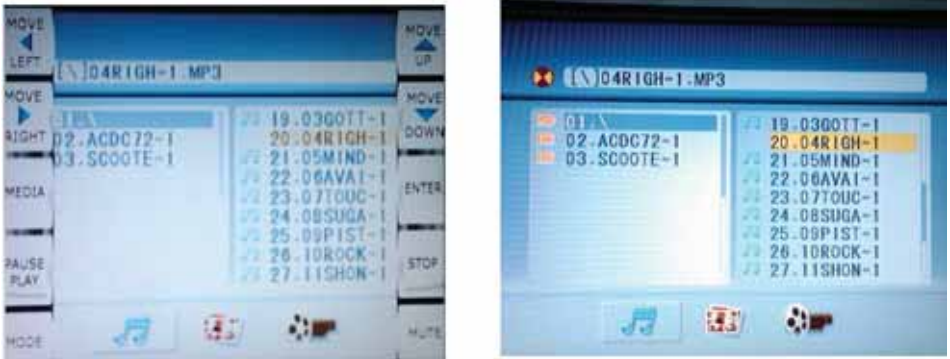 MOVE
LEFT
MOVE
UP
[\]04RIGH-1.MP3
MOVE
RIGHT
MOVE
DOWN
MEDIA
ENTER
PAUSE
PLAY
STOP
MODE
MUTE
02.ACDC72-1
03.SCOOTE-1
19.03GOTT-1
20.04RIGH-1
21.05MIND-1
22.06AVAI-1
23.07TOUC-1
24.08SUGA-1
25.09PIST-1
26.10ROCK-1
27.11SHON-1
[\]04RIGH-1.MP3
01.\
02.ACDC72-1
03.SCOOTE-1
19.03GOTT-1
20.04RIGH-1
21.05MIND-1
22.06AVAI-1
23.07TOUC-1
24.08SUGA-1
25.09PIST-1
26.10ROCK-1
27.11SHON-1